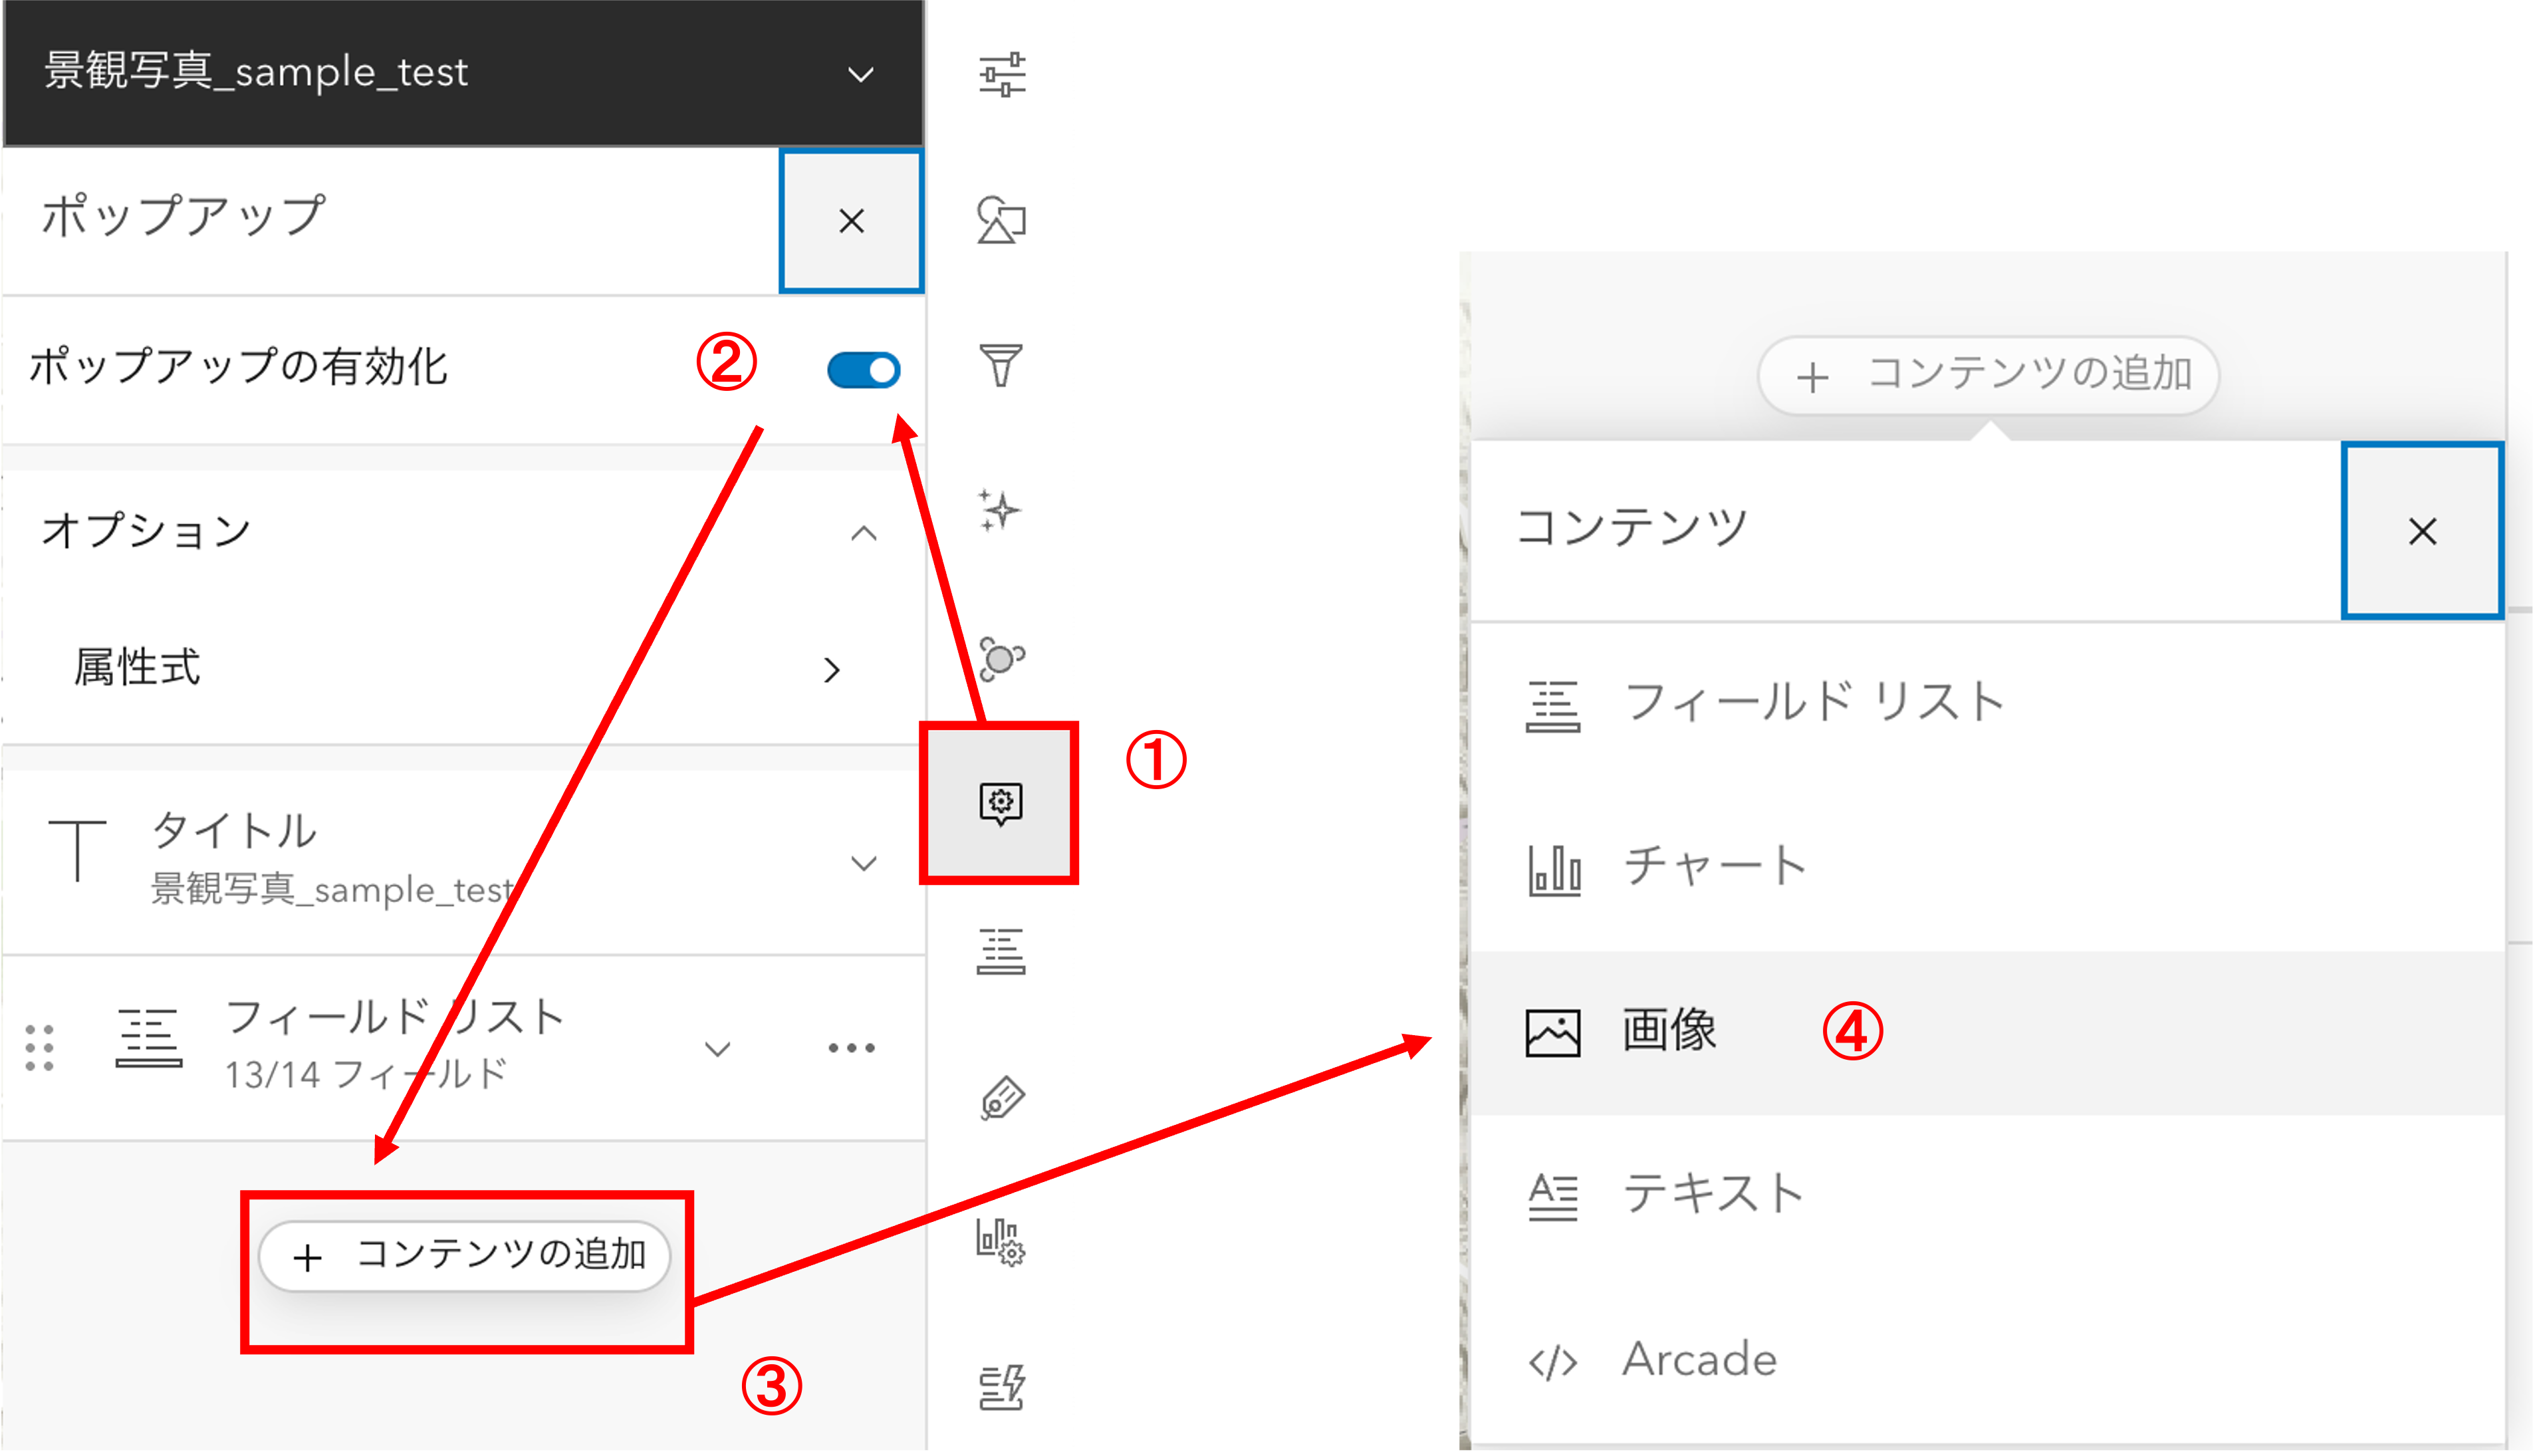 景観写真_sample_test
ポップアップ
ポップアップの有効化
②
オプション
属性式
①
タイトル
景観写真_sample_test
フィールド リスト
13/14 フィールド
＋ コンテンツの追加
③
＋ コンテンツの追加
コンテンツ
フィールド リスト
チャート
画像 ④
テキスト
Arcade